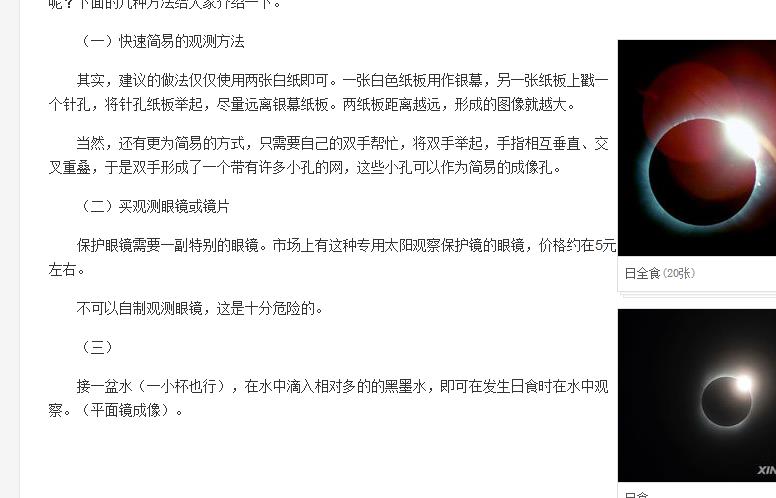 呢？下面的几种方法给大家介绍一下。
（一）快速简易的观测方法
其实，建议的做法仅仅使用两张白纸即可。一张白色纸板用作银幕，另一张纸板上戳一
个针孔，将针孔纸板举起，尽量远离银幕纸板。两纸板距离越远，形成的图像就越大。
当然，还有更为简易的方式，只需要自己的双手帮忙，将双手举起，手指相互垂直、交
叉重叠，于是双手形成了一个带有许多小孔的网，这些小孔可以作为简易的成像孔。
（二）买观测眼镜或镜片
保护眼镜需要一副特别的眼镜。市场上有这种专用太阳观察保护镜的眼镜，价格约在5元
左右。
日全食(20张)
不可以自制观测眼镜，这是十分危险的。
（三）
接一盆水（一小杯也行），在水中滴入相对多的的黑墨水，即可在发生日食时在水中观
察。（平面镜成像）。
XIN
日食